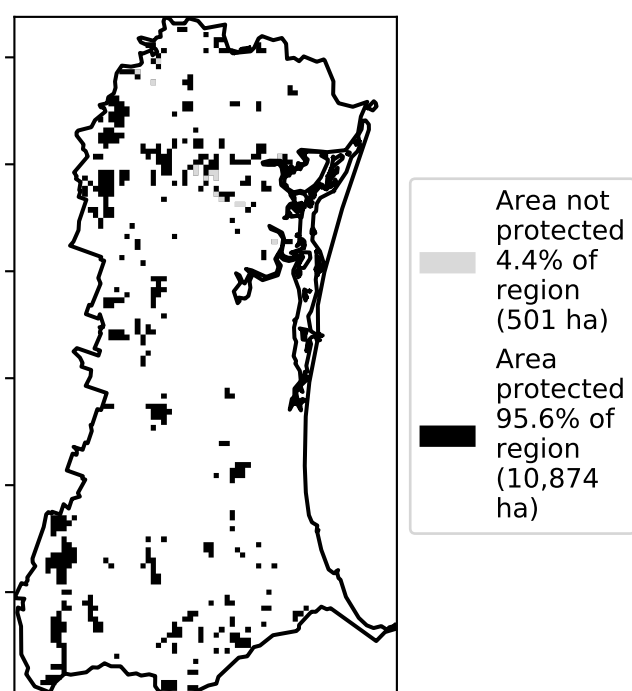 Area not
protected
4.4% of
region
(501 ha)
Area
protected
95.6% of
region
(10,874
ha)